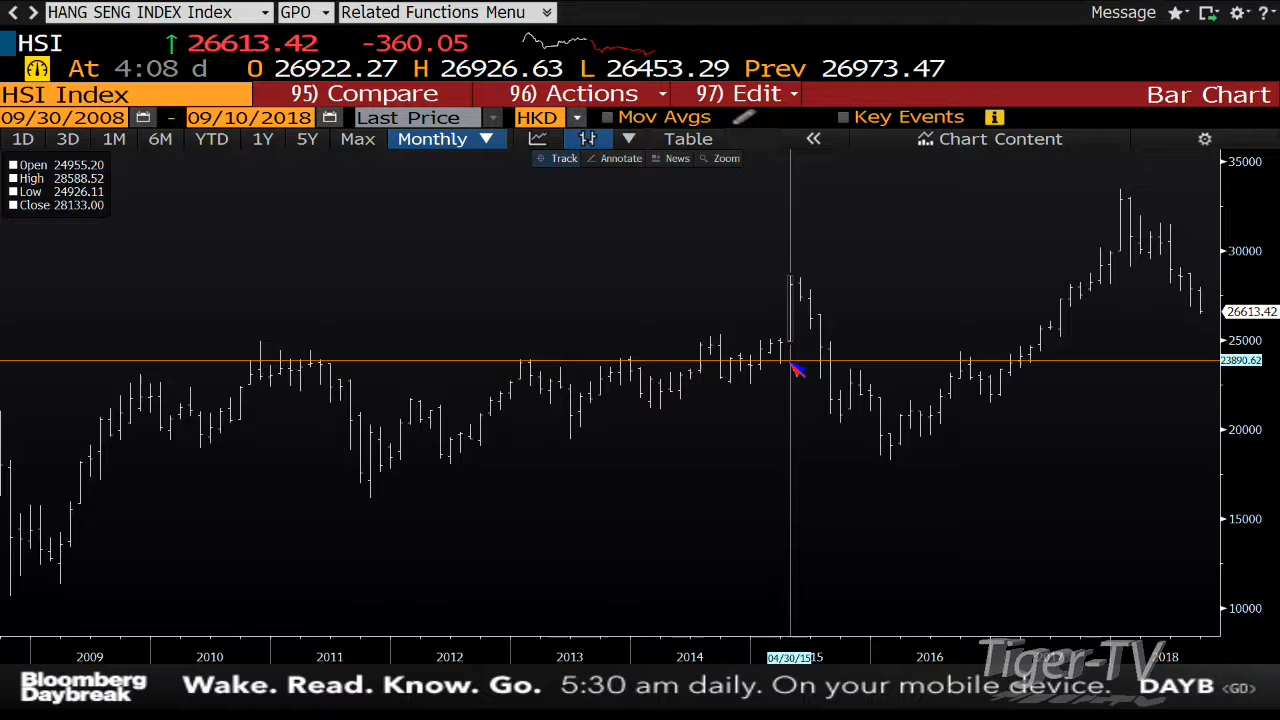 HANG SENG INDEX Index GPO Related Functions Menu Message ?
HSI 26613.42 -360.05
At 4:08 d O 26922.27 H 26926.63 L 26453.29 Prev 26973.47
HSI Index 95) Compare 96) Actions 97) Edit Bar Chart
09/30/2008 - 09/10/2018 Last Price HKD Mov Avgs Key Events i
1D 3D 1M 6M YTD 1Y 5Y Max Monthly Table « Chart Content
Track Annotate News Zoom
Open 24955.20
High 28588.52
Low 24926.11
Close 28133.00
35000
30000
26613.42
25000
23890.62
20000
15000
10000
2009 2010 2011 2012 2013 2014 04/30/15 15 2016 2017 2018
Tiger-TV
Bloomberg
Daybreak
Wake. Read. Know. Go. 5:30 am daily. On your mobile device. DAYB <GO>